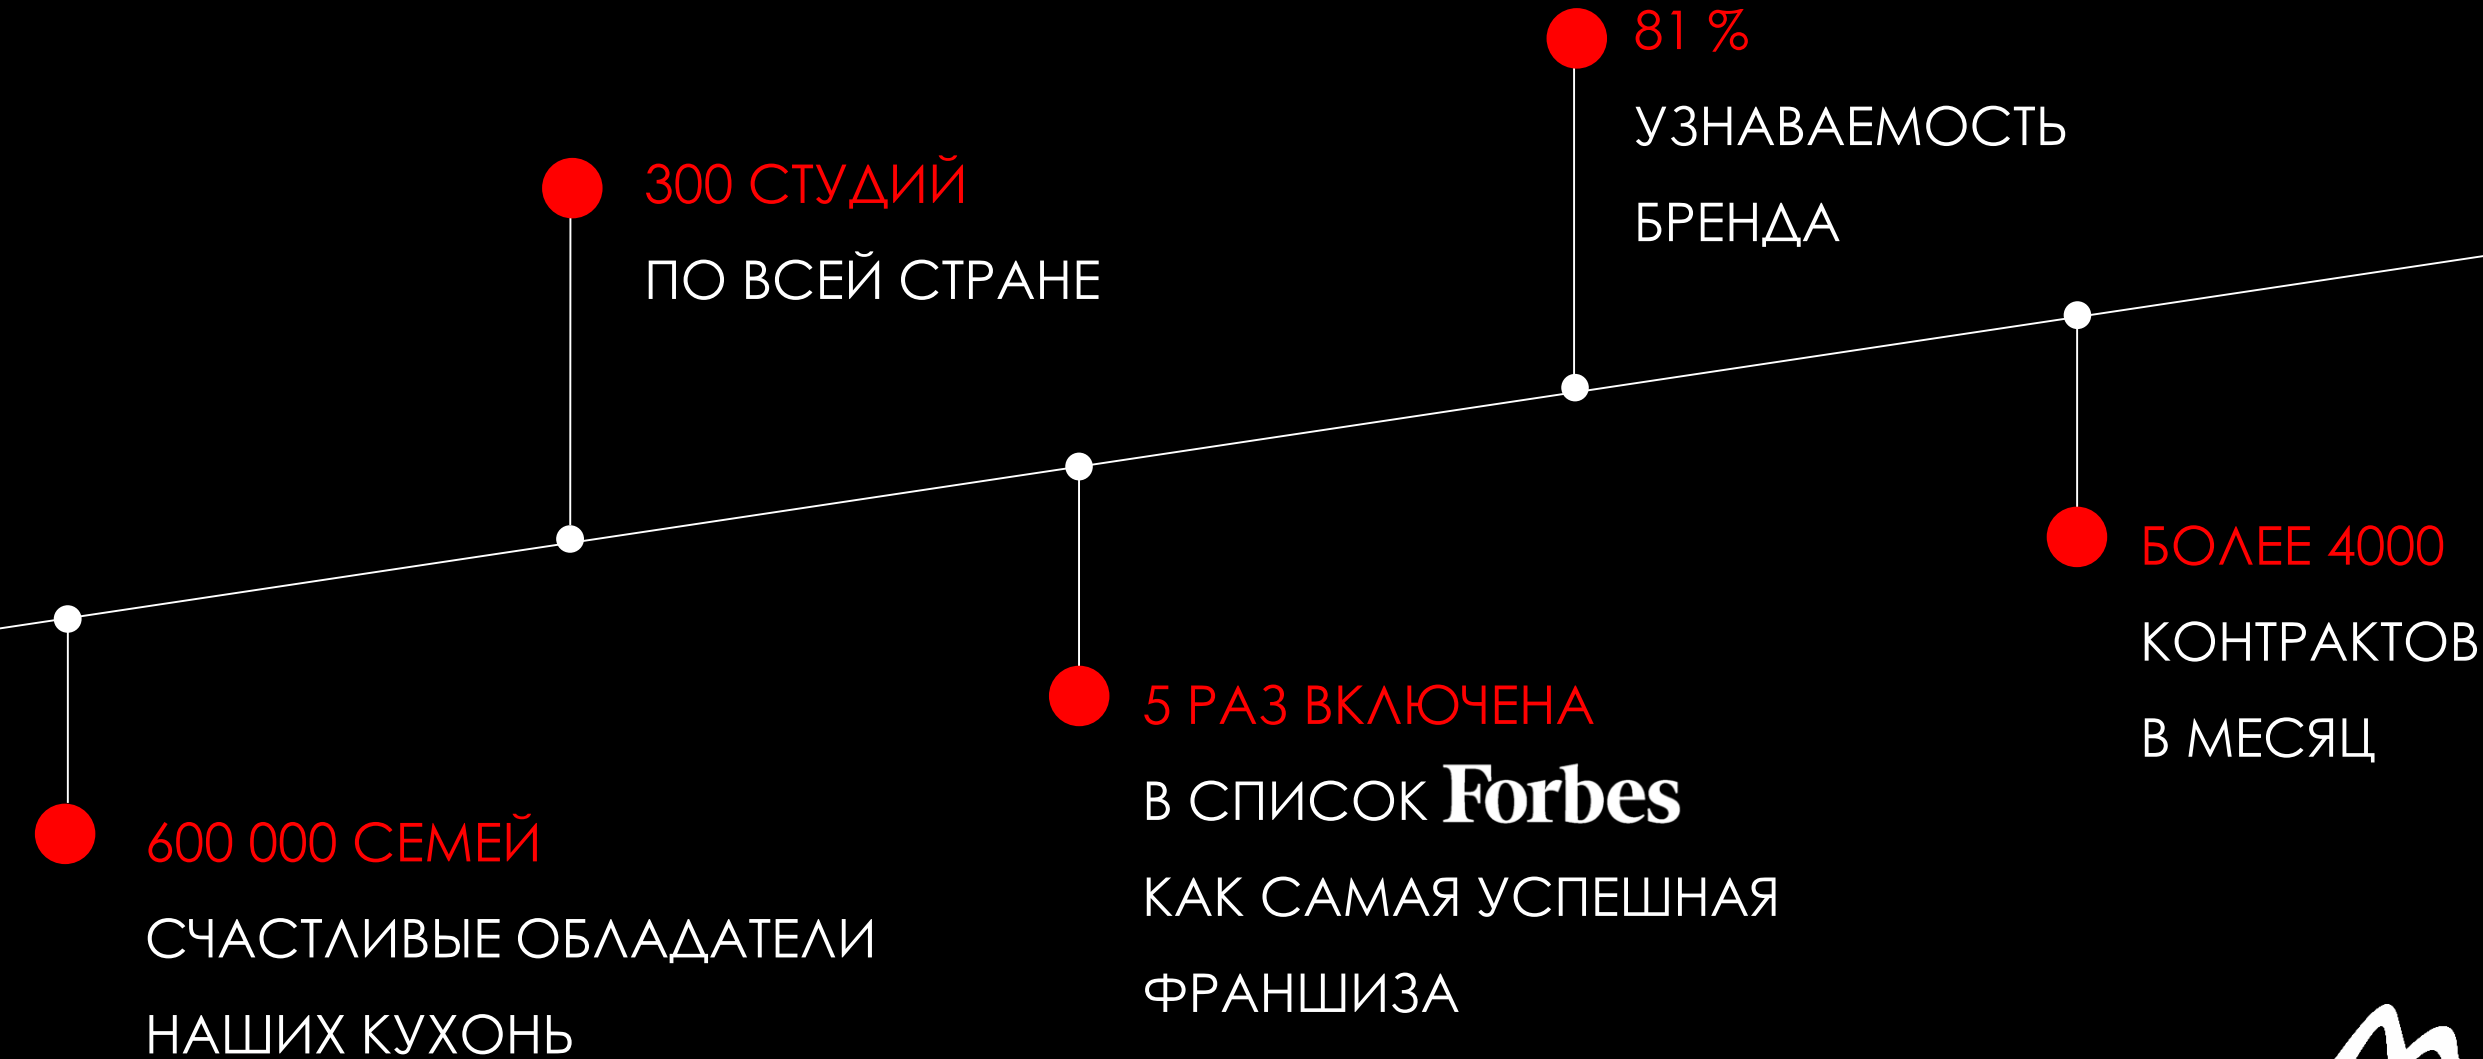 81 %
УЗНАВАЕМОСТЬ
БРЕНДА
300 СТУДИЙ
ПО ВСЕЙ СТРАНЕ
БОЛЕЕ 4000
КОНТРАКТОВ
В МЕСЯЦ
5 РАЗ ВКЛЮЧЕНА
В СПИСОК Forbes
КАК САМАЯ УСПЕШНАЯ
ФРАНШИЗА
600 000 СЕМЕЙ
СЧАСТЛИВЫЕ ОБЛАДАТЕЛИ
НАШИХ КУХОНЬ